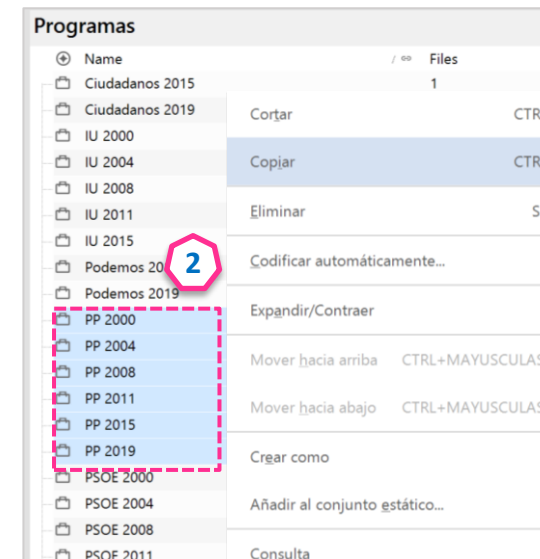 Programas
Name / Files
Ciudadanos 2015 1
Ciudadanos 2019
IU 2000
IU 2004
IU 2008
IU 2011
IU 2015
Podemos 20
Podemos 2019
PP 2000
PP 2004
PP 2008
PP 2011
PP 2015
PP 2019
PSOE 2000
PSOE 2004
PSOE 2008
PSOE 2011
2
Cortar CTR
Copiar CTR
Eliminar S
Codificar automáticamente...
Expandir/Contraer
Mover hacia arriba CTRL+MAYUSCULAS
Mover hacia abajo CTRL+MAYUSCULAS
Crear como
Añadir al conjunto estático...
Consulta